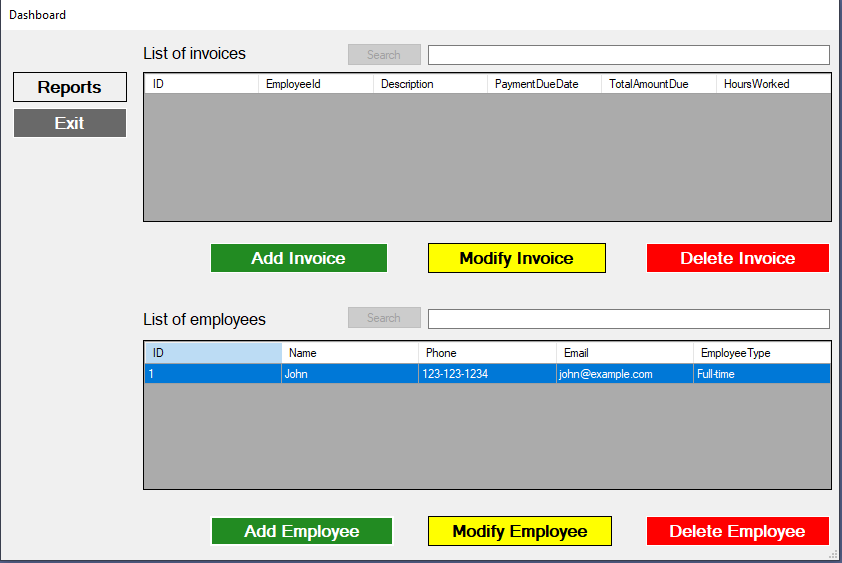 Dashboard
List of invoices
Search
Reports
Exit
ID EmployeeId Description PaymentDueDate TotalAmountDue HoursWorked
Add Invoice
Modify Invoice
Delete Invoice
List of employees
Search
ID Name Phone Email EmployeeType
1 John 123-123-1234 john@example.com Full-time
Add Employee
Modify Employee
Delete Employee